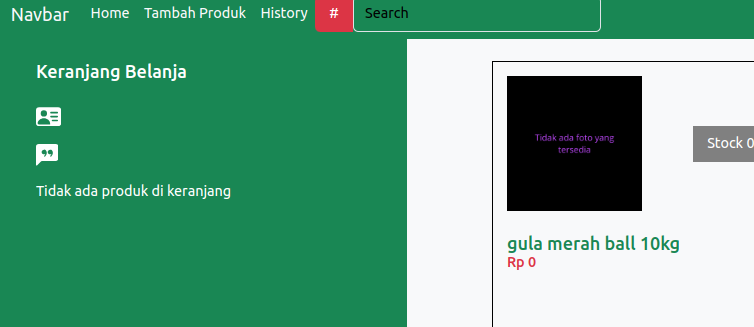 Navbar Home Tambah Produk History # Search
Keranjang Belanja
Tidak ada produk di keranjang
Tidak ada foto yang
tersedia
Stock 0
gula merah ball 10kg
Rp 0